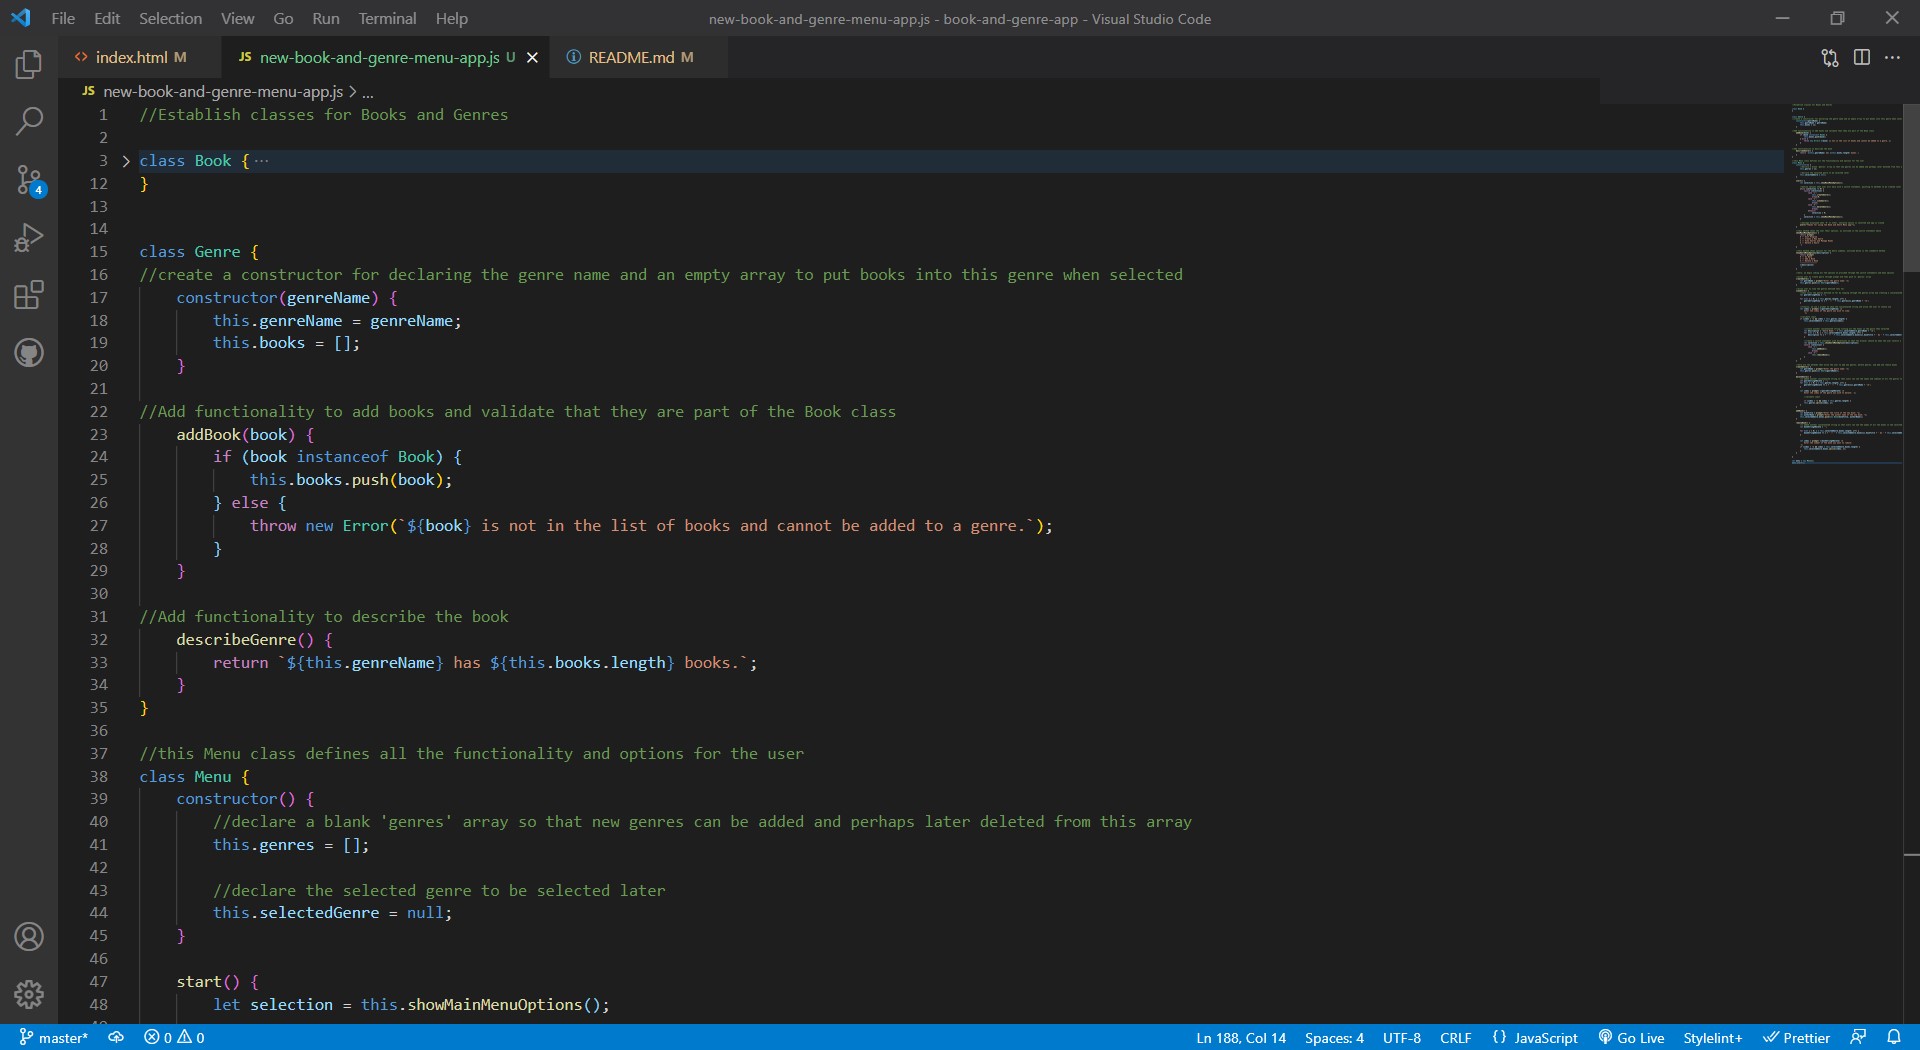 File Edit Selection View Go Run Terminal Help new-book-and-genre-menu-app.js - book-and-genre-app - Visual Studio Code
<> index.html M JS new-book-and-genre-menu-app.js U README.md M
JS new-book-and-genre-menu-app.js > ...
1 //Establish classes for Books and Genres
2
3 class Book { ...
12 }
13
14
15 class Genre {
16 //create a constructor for declaring the genre name and an empty array to put books into this genre when selected
17 constructor(genreName) {
18 this.genreName = genreName;
19 this.books = [];
20 }
21
22 //Add functionality to add books and validate that they are part of the Book class
23 addBook(book) {
24 if (book instanceof Book) {
25 this.books.push(book);
26 } else {
27 throw new Error(`${book} is not in the list of books and cannot be added to a genre.`);
28 }
29 }
30
31 //Add functionality to describe the book
32 describeGenre() {
33 return `${this.genreName} has ${this.books.length} books.`;
34 }
35 }
36
37 //this Menu class defines all the functionality and options for the user
38 class Menu {
39 constructor() {
40 //declare a blank 'genres' array so that new genres can be added and perhaps later deleted from this array
41 this.genres = [];
42
43 //declare the selected genre to be selected later
44 this.selectedGenre = null;
45 }
46
47 start() {
48 let selection = this.showMainMenuOptions();
4
master* 0 0 Ln 188, Col 14 Spaces: 4 UTF-8 CRLF {} JavaScript Go Live Stylelint+ Prettier